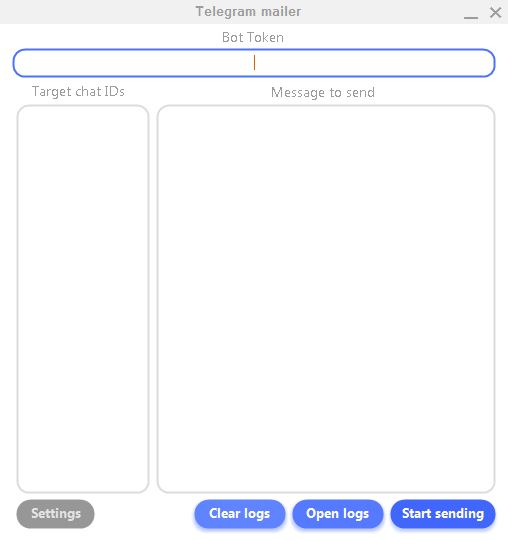 Telegram mailer
Bot Token
Target chat IDs
Message to send
Settings
Clear logs
Open logs
Start sending